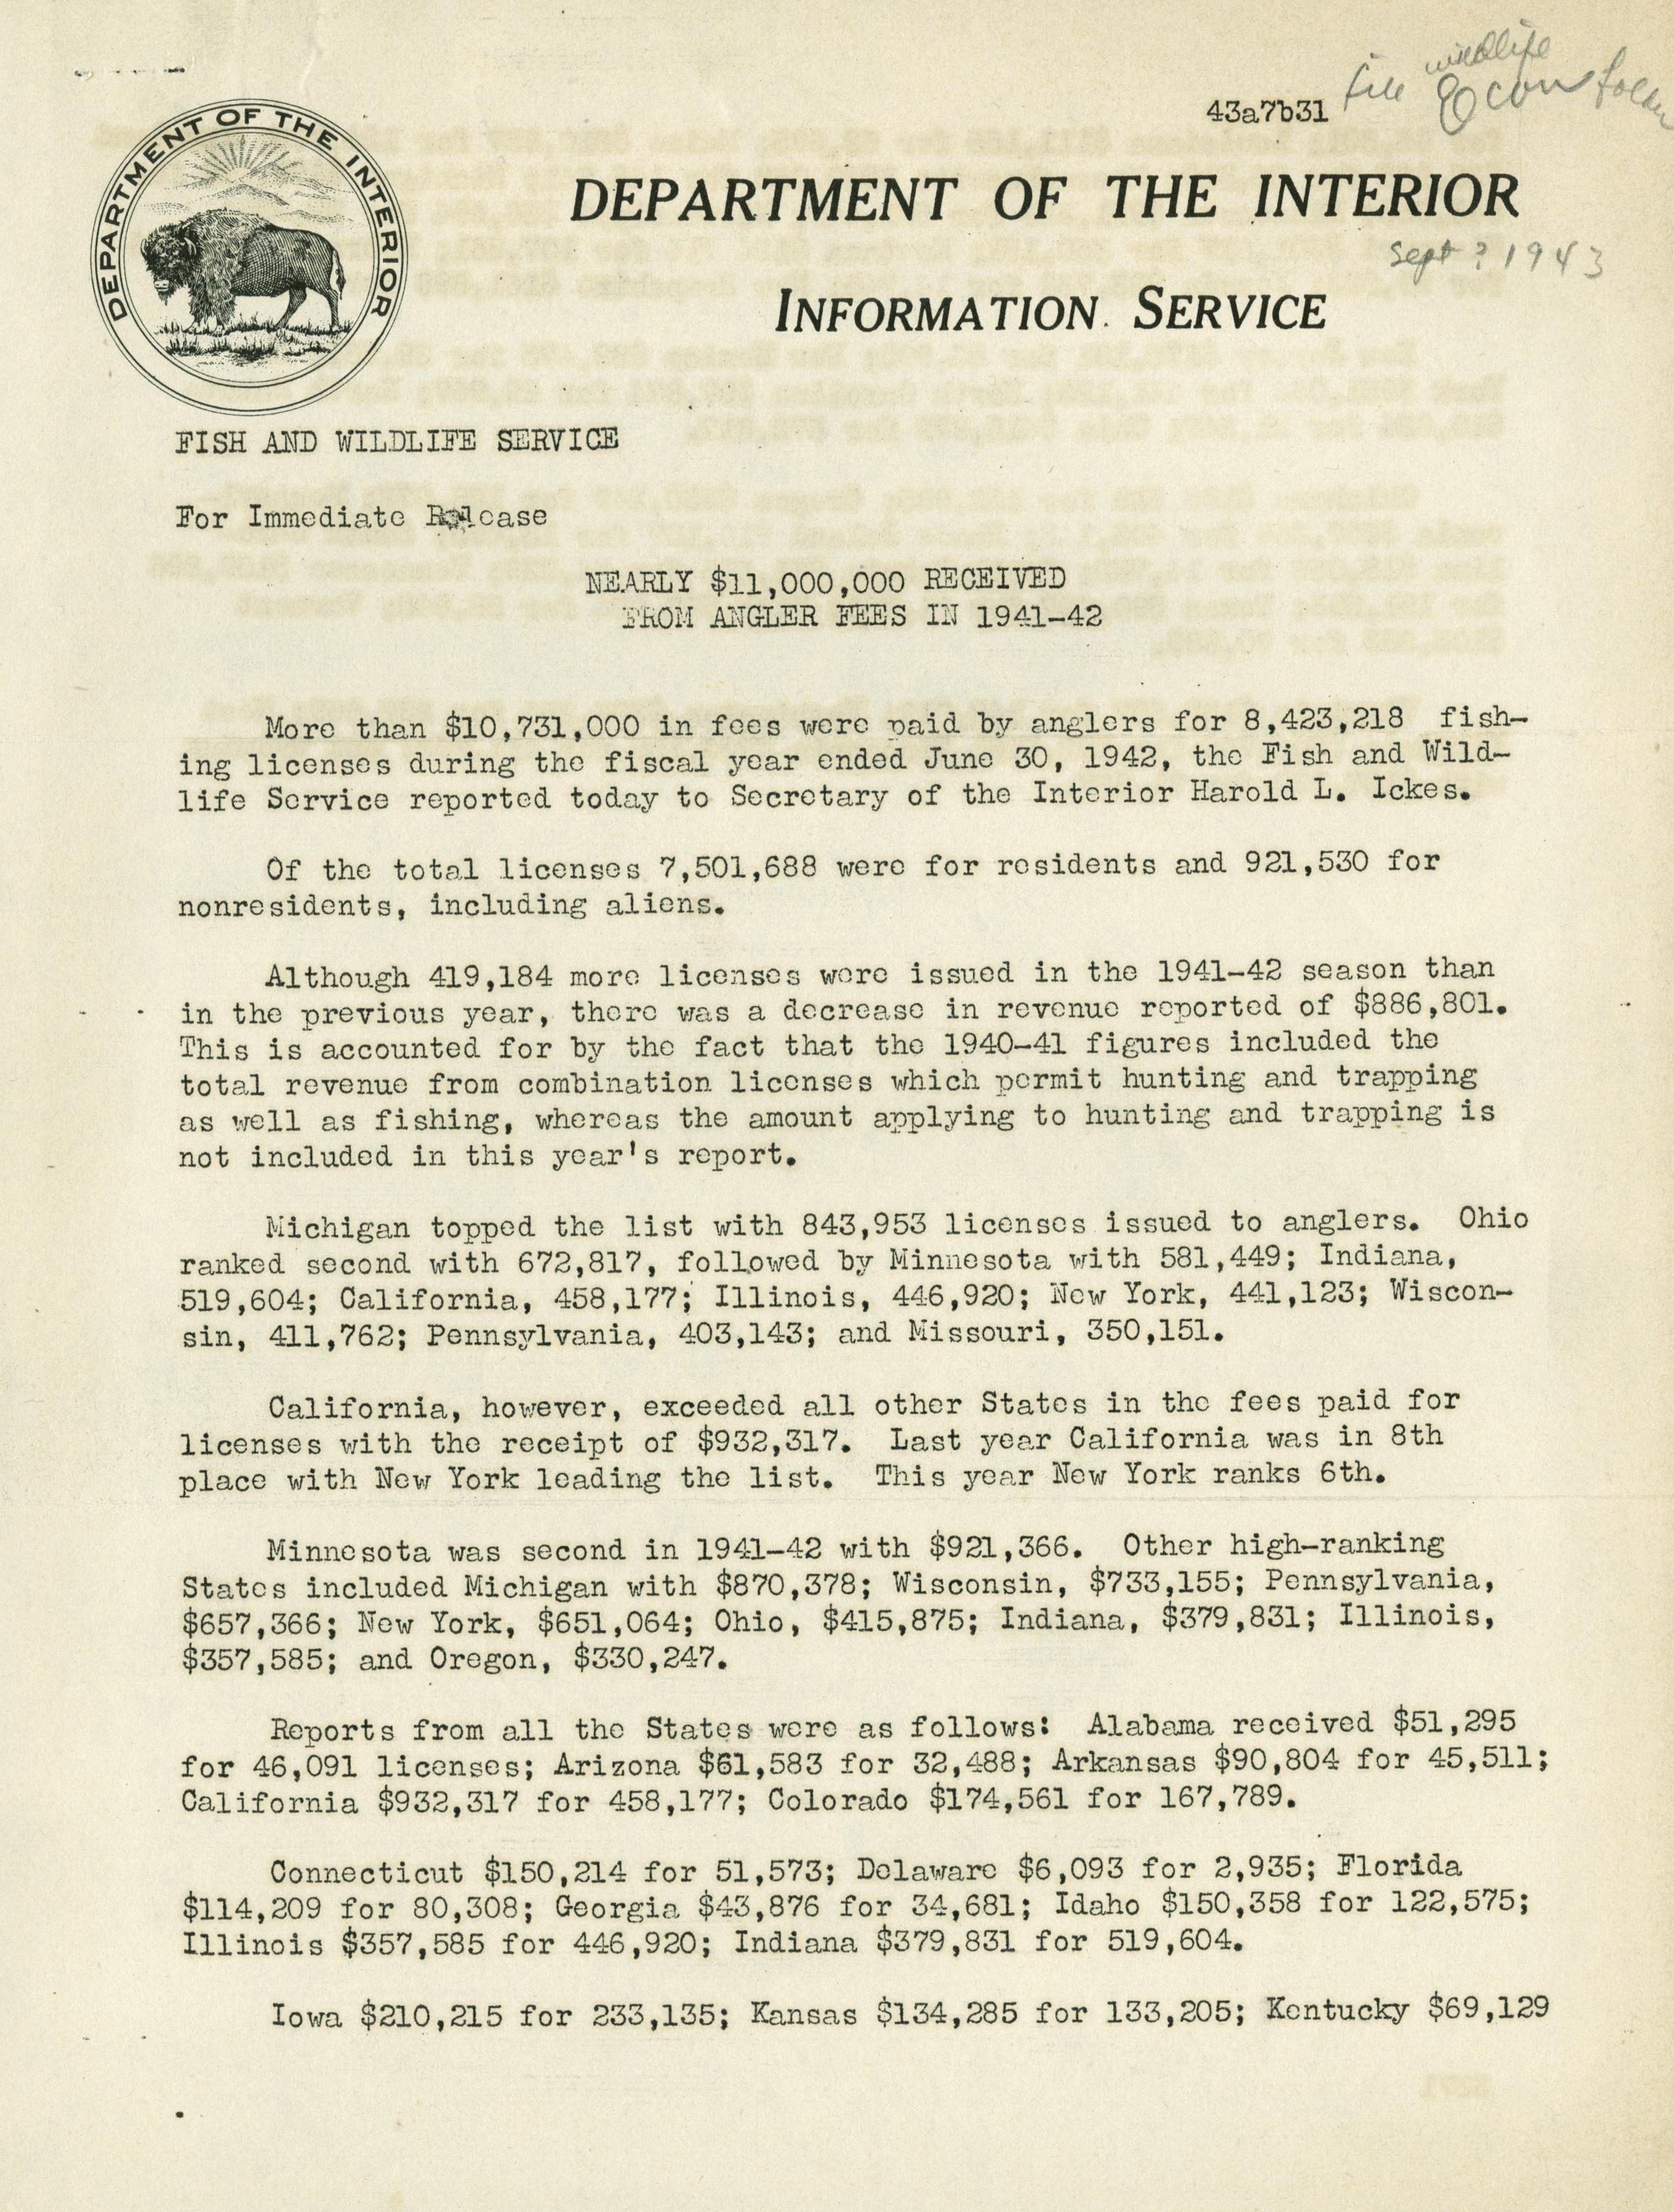 wildlife
43a7b31 file Econ folder
DEPARTMENT OF THE INTERIOR
DEPARTMENT OF THE INTERIOR
Sept ? 1943
INFORMATION SERVICE
FISH AND WILDLIFE SERVICE
For Immediate Release
NEARLY $11,000,000 RECEIVED
FROM ANGLER FEES IN 1941-42
More than $10,731,000 in fees were paid by anglers for 8,423,218 fish-
ing licenses during the fiscal year ended June 30, 1942, the Fish and Wild-
life Service reported today to Secretary of the Interior Harold L. Ickes.
Of the total licenses 7,501,688 were for residents and 921,530 for
nonresidents, including aliens.
Although 419,184 more licenses were issued in the 1941-42 season than
in the previous year, there was a decrease in revenue reported of $886,801.
This is accounted for by the fact that the 1940-41 figures included the
total revenue from combination licenses which permit hunting and trapping
as well as fishing, whereas the amount applying to hunting and trapping is
not included in this year's report.
Michigan topped the list with 843,953 licenses issued to anglers. Ohio
ranked second with 672,817, followed by Minnesota with 581,449; Indiana,
519,604; California, 458,177; Illinois, 446,920; New York, 441,123; Wiscon-
sin, 411,762; Pennsylvania, 403,143; and Missouri, 350,151.
California, however, exceeded all other States in the fees paid for
licenses with the receipt of $932,317. Last year California was in 8th
place with New York leading the list. This year New York ranks 6th.
Minnesota was second in 1941-42 with $921,366. Other high-ranking
States included Michigan with $870,378; Wisconsin, $733,155; Pennsylvania,
$657,366; New York, $651,064; Ohio, $415,875; Indiana, $379,831; Illinois,
$357,585; and Oregon, $330,247.
Reports from all the States were as follows: Alabama received $51,295
for 46,091 licenses; Arizona $61,583 for 32,488; Arkansas $90,804 for 45,511;
California $932,317 for 458,177; Colorado $174,561 for 167,789.
Connecticut $150,214 for 51,573; Delaware $6,093 for 2,935; Florida
$114,209 for 80,308; Georgia $43,876 for 34,681; Idaho $150,358 for 122,575;
Illinois $357,585 for 446,920; Indiana $379,831 for 519,604.
Iowa $210,215 for 233,135; Kansas $134,285 for 133,205; Kentucky $69,129